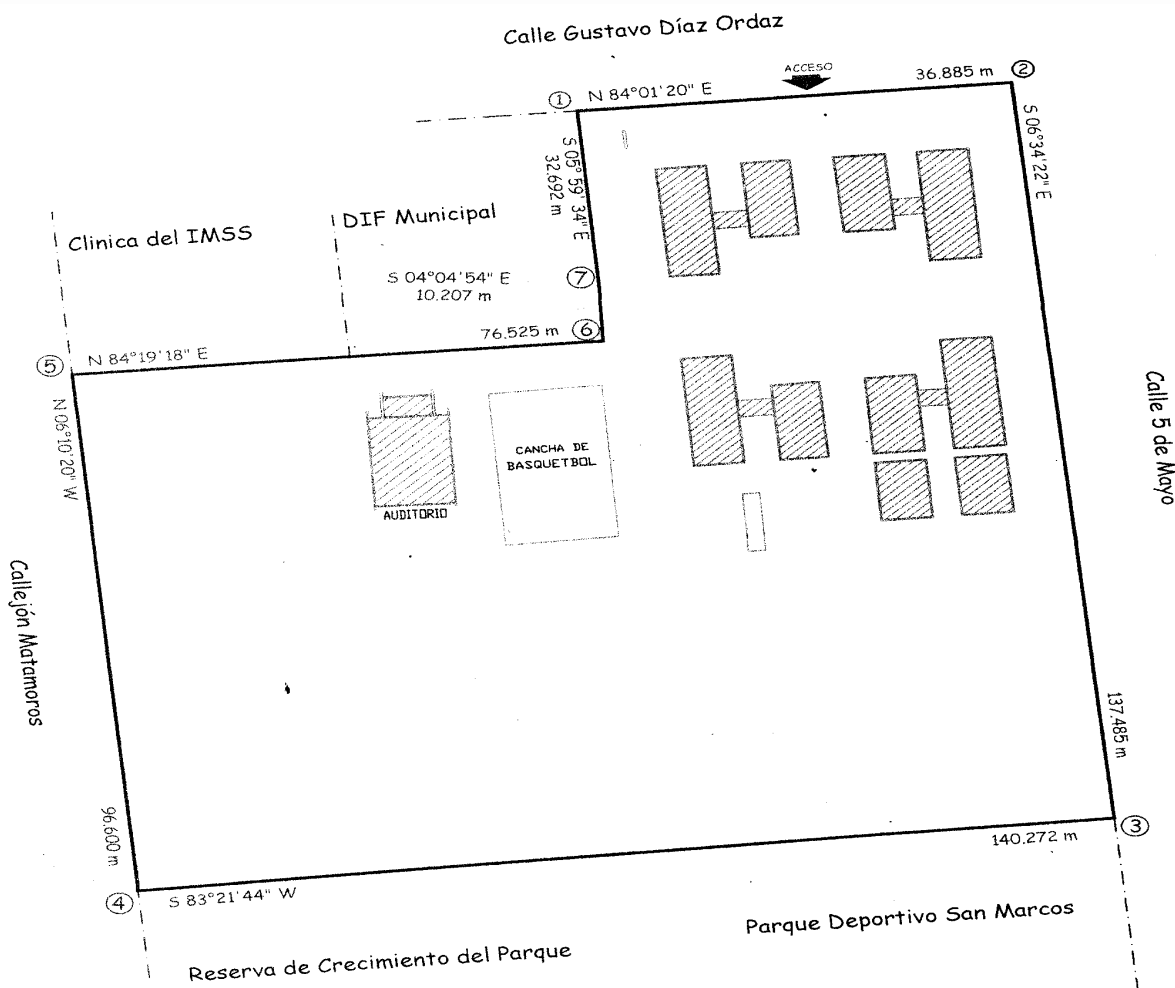 Calle Gustavo Díaz Ordaz
ACCESO
36.885 m
2
1
N 84°01'20" E
S 06°34'22" E
S 05° 59' 34" E
32.692 m
Clinica del IMSS
DIF Municipal
S 04°04'54" E
10.207 m
7
76.525 m
6
5
N 84°19'18" E
N 06°10'20" W
CANCHA DE
BASQUETBOL
AUDITORIO
Calle 5 de Mayo
Callejón Matamoros
137.485 m
96.600 m
140.272 m
3
4
S 83°21'44" W
Parque Deportivo San Marcos
Reserva de Crecimiento del Parque